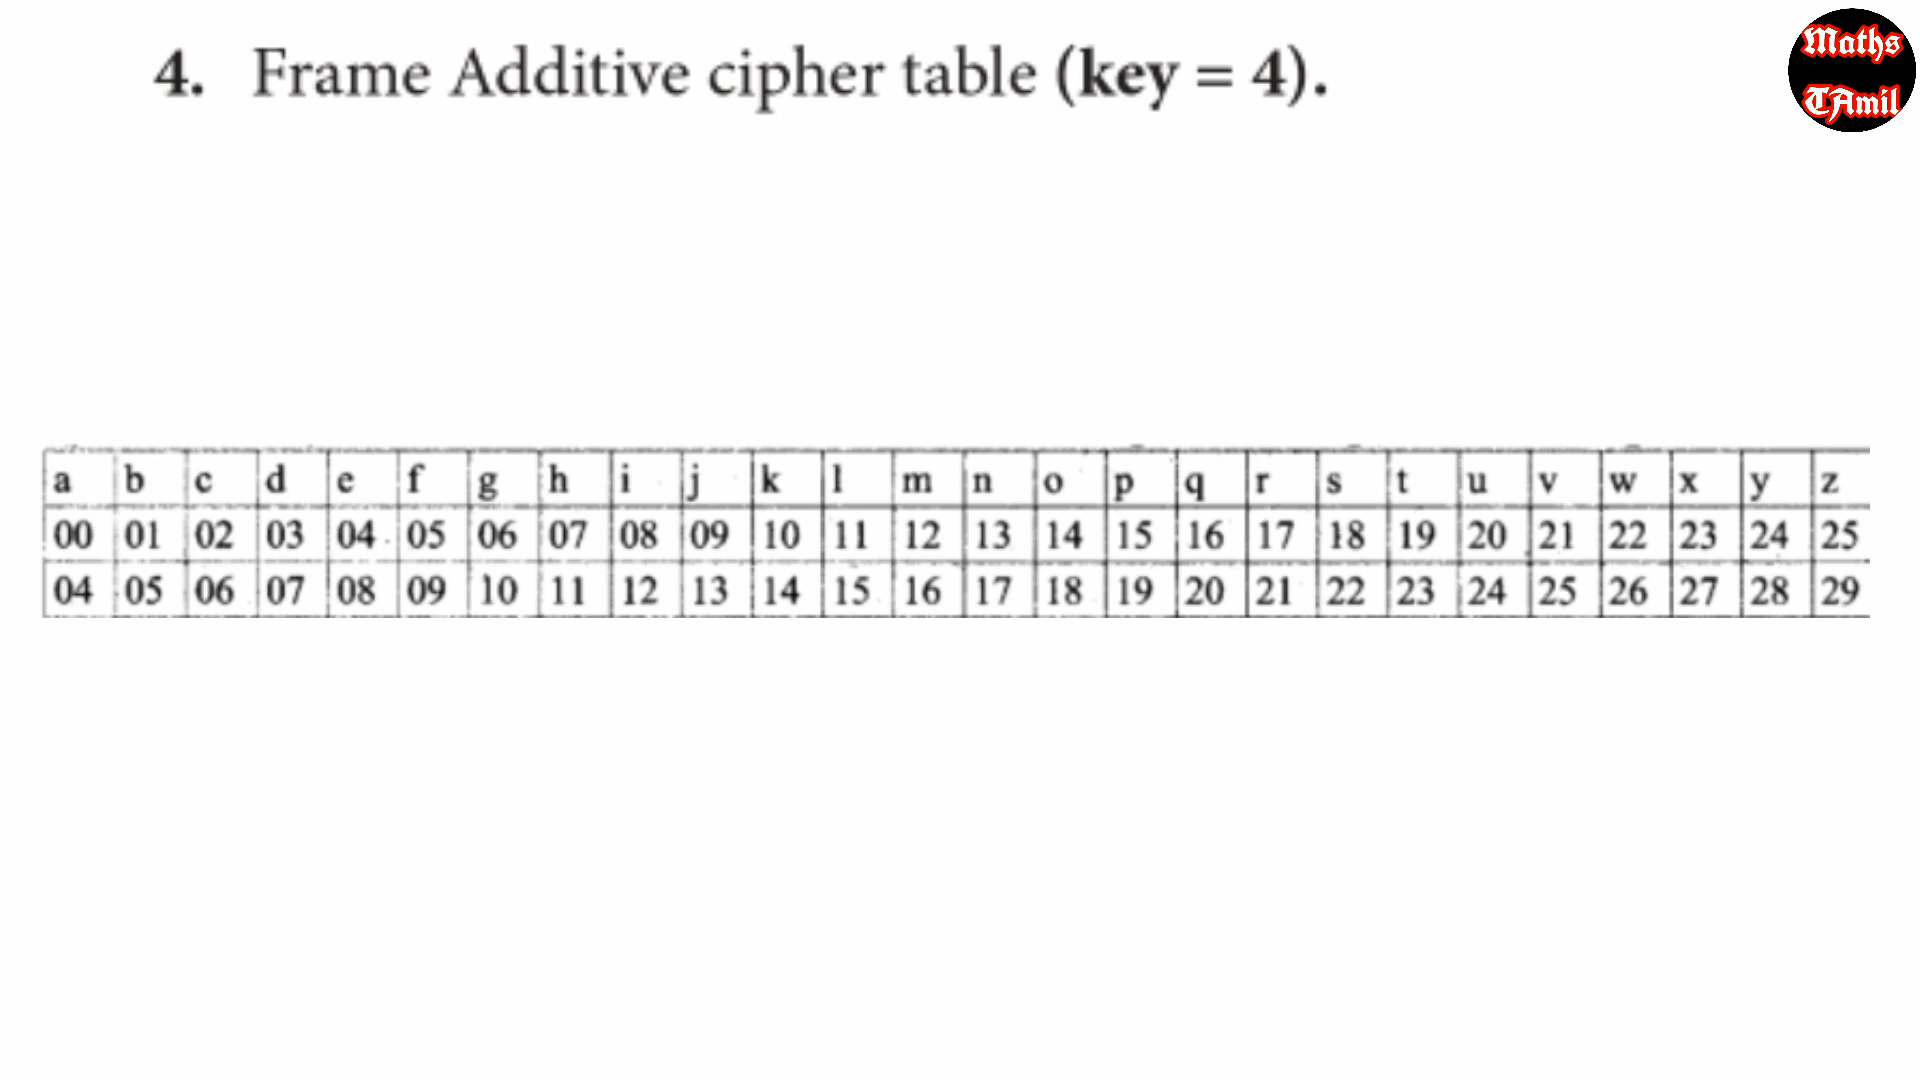 4. Frame Additive cipher table (key = 4).
Maths
TAmil
a b c d e f g h i j k l m n o p q r s t u v w x y z
00 01 02 03 04 05 06 07 08 09 10 11 12 13 14 15 16 17 18 19 20 21 22 23 24 25
04 05 06 07 08 09 10 11 12 13 14 15 16 17 18 19 20 21 22 23 24 25 26 27 28 29